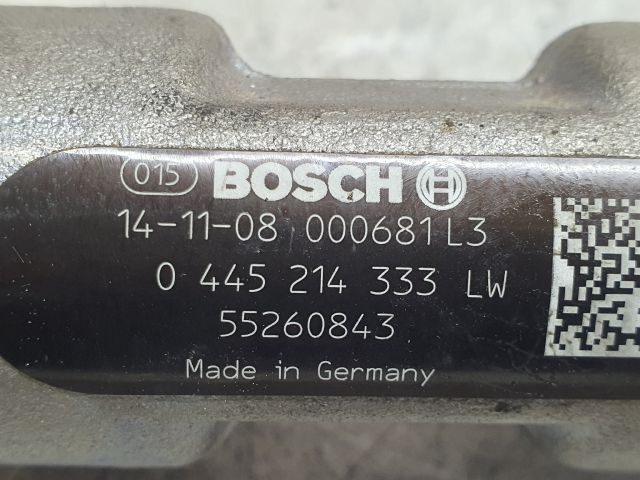 015 BOSCH
14-11-08 000681 L3
0 445 214 333 LW
55260843
Made in Germany